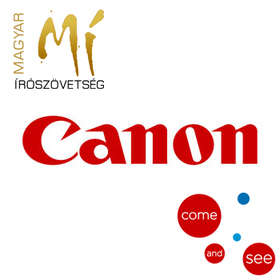 MAGYAR
Mí
ÍRÓSZÖVETSÉG
Canon
come
and
see